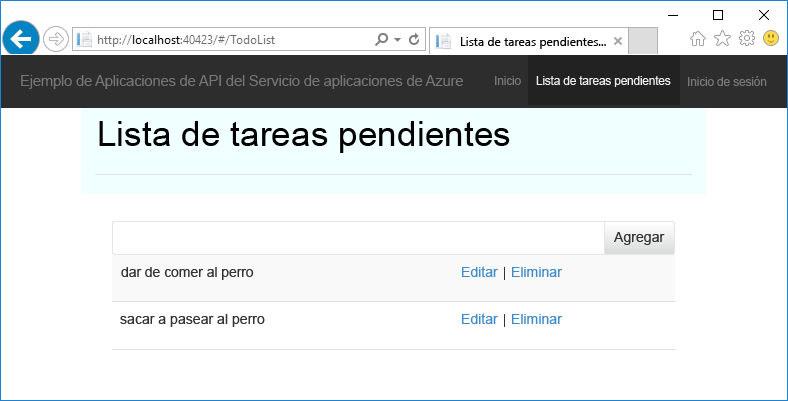 http://localhost:40423/#/TodoList
Lista de tareas pendientes...
Ejemplo de Aplicaciones de API del Servicio de aplicaciones de Azure Inicio Lista de tareas pendientes Inicio de sesión
Lista de tareas pendientes
Agregar
dar de comer al perro Editar | Eliminar
sacar a pasear al perro Editar | Eliminar